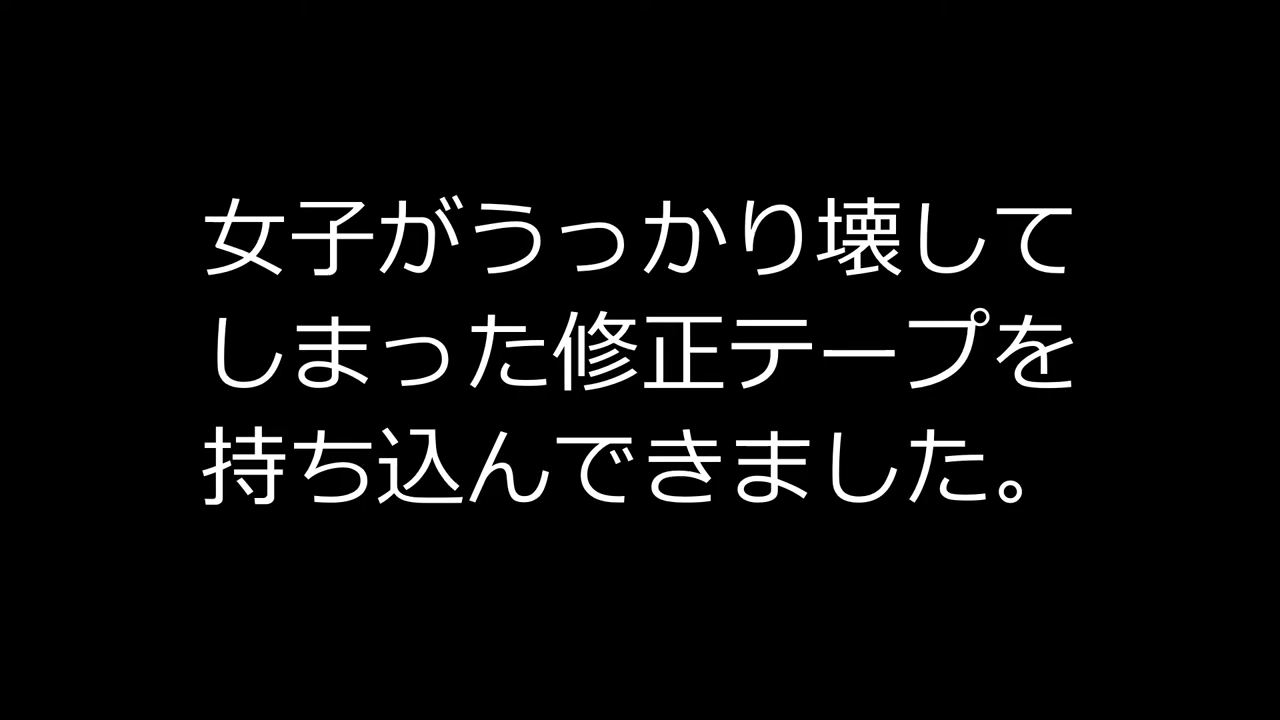 女子がうっかり壊して
しまった修正テープを
持ち込んできました。